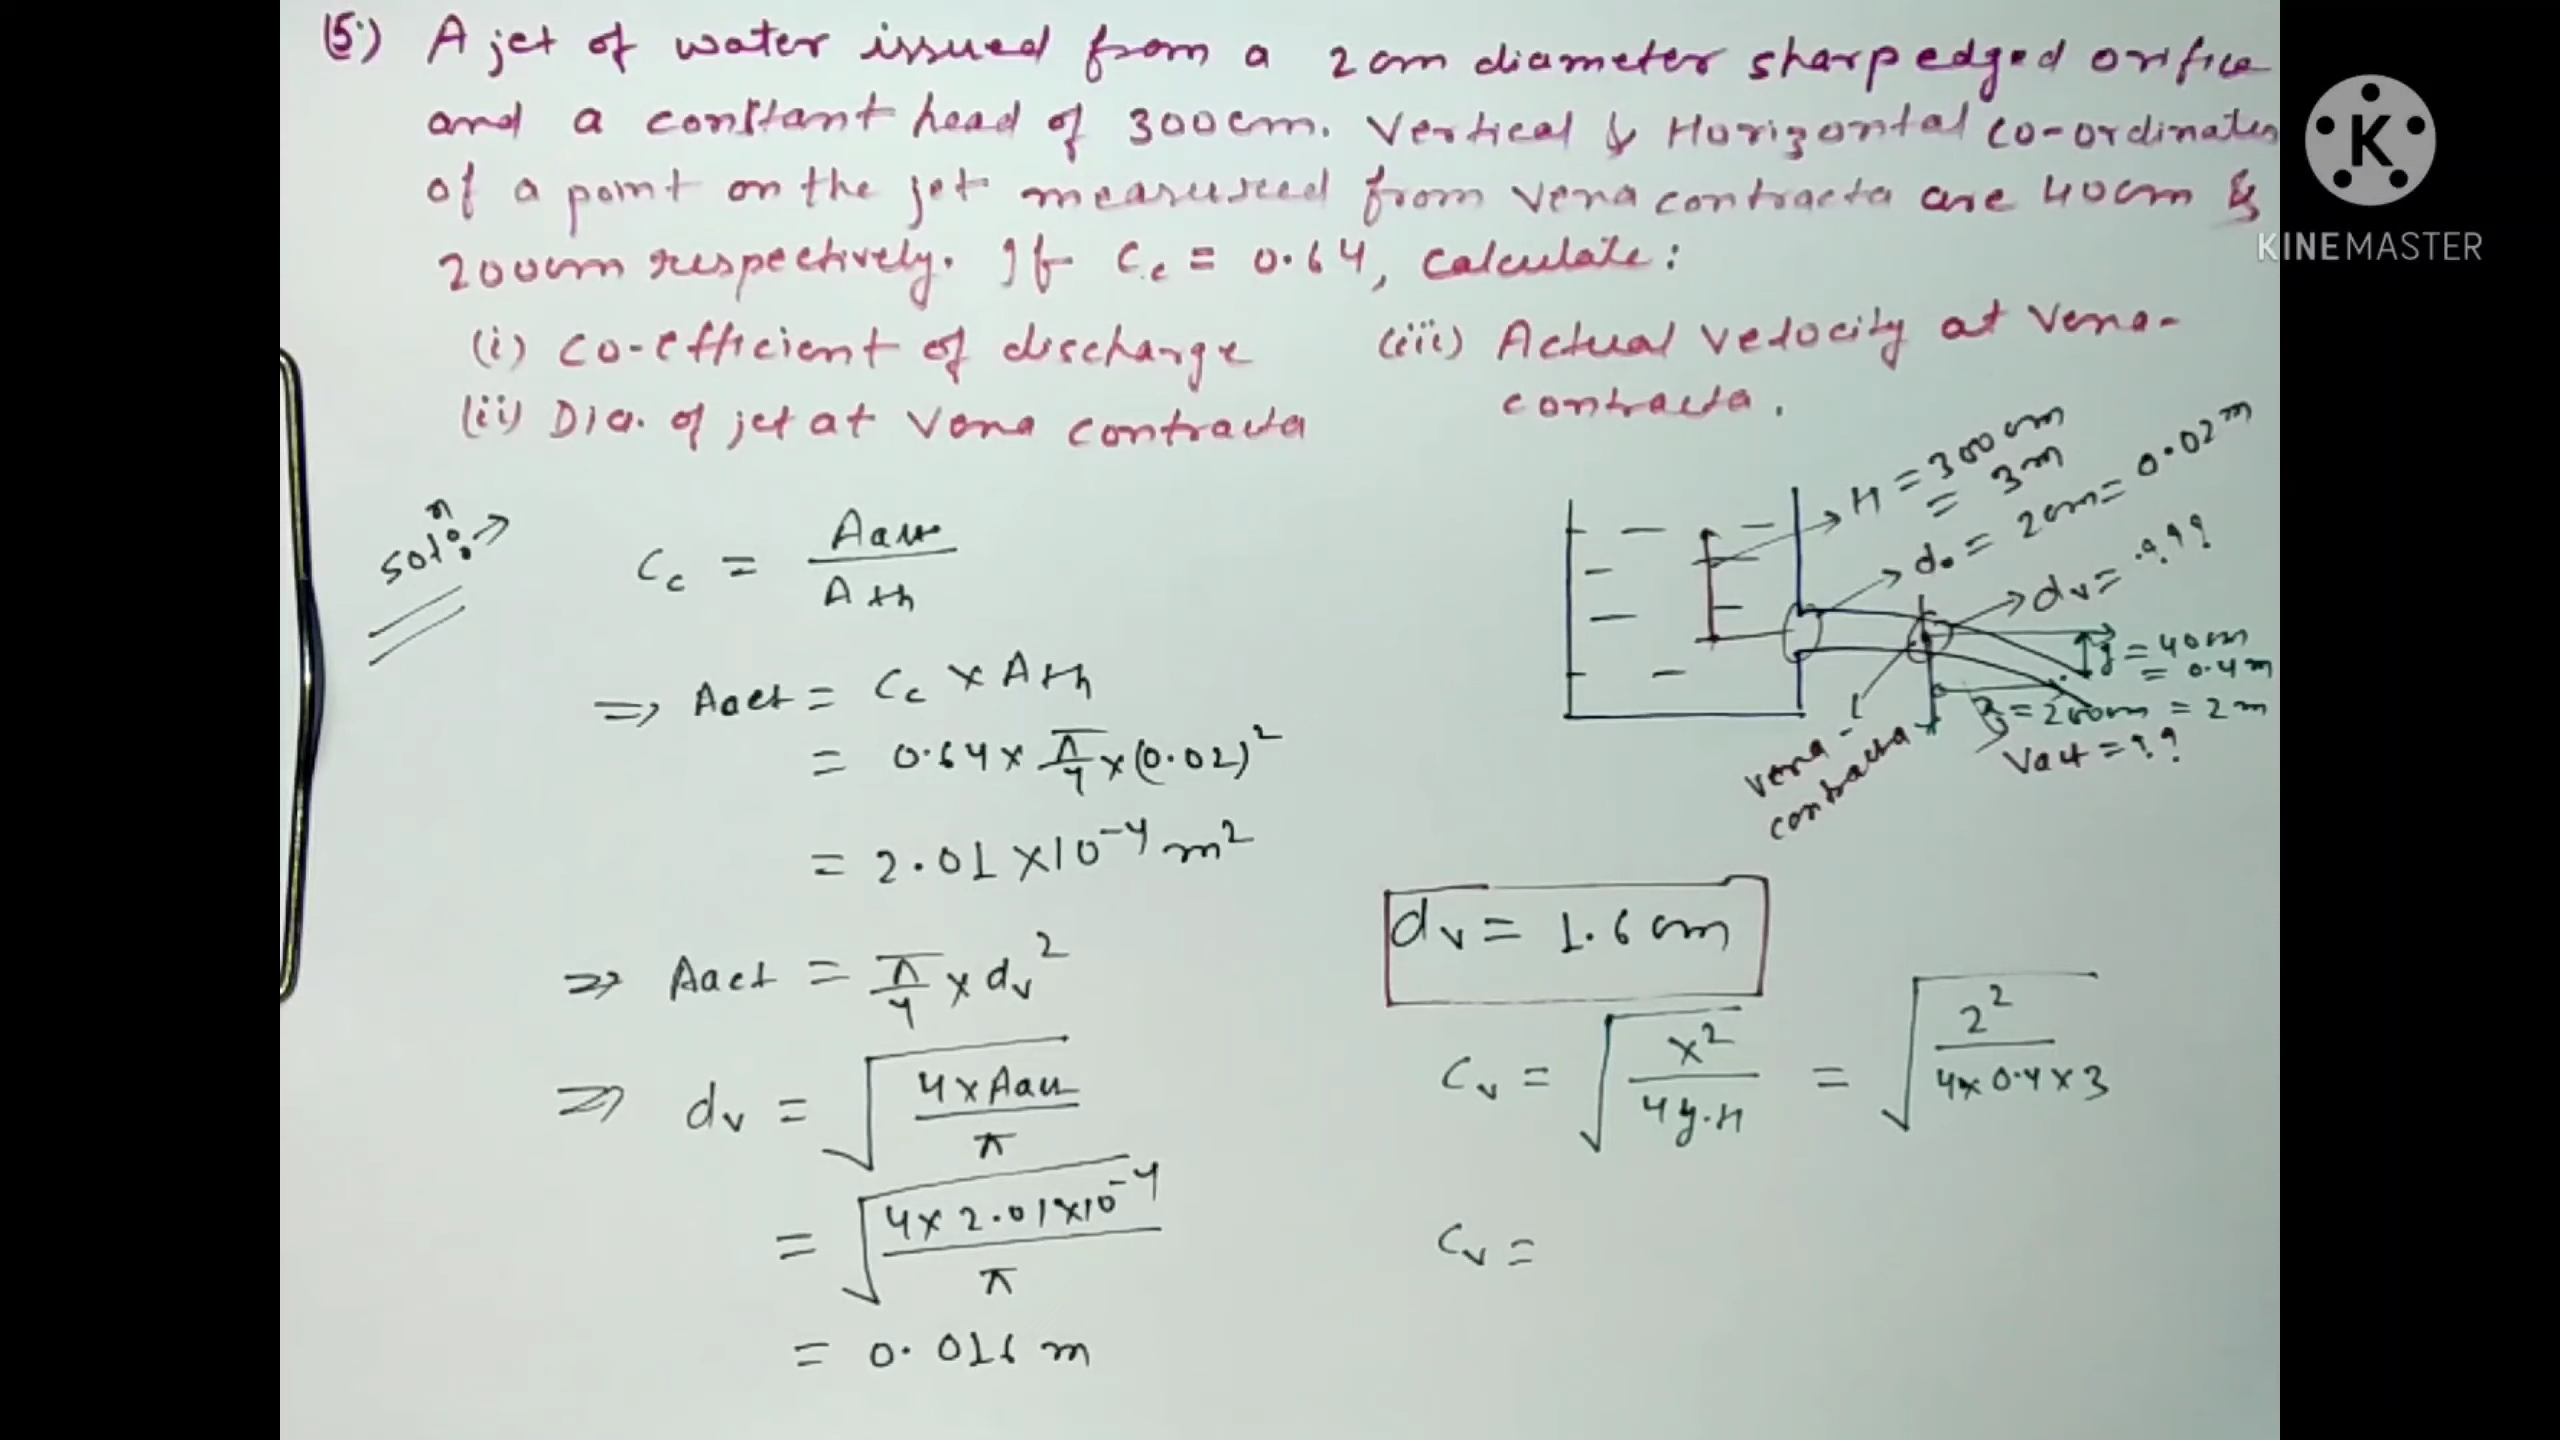 (5.) A jet of water issued from a 2cm diameter sharp edged orifice
and a constant head of 300cm. Vertical & Horizontal co-ordinates
of a point on the jet measured from vena contracta are 40cm &
200cm respectively. If Cc = 0.64, calculate:
(i) co-efficient of discharge
(ii) Dia. of jet at vena contracta
(iii) Actual velocity at vena-
contracta.
KINEMASTER
solⁿ:→
Cc = Aact / Ath
⇒ Aact = Cc × Ath
= 0.64 × π/4 × (0.02)²
= 2.01 × 10⁻⁴ m²
⇒ Aact = π/4 × dv²
⇒ dv = √(4 × Aact / π)
= √(4 × 2.01 × 10⁻⁴ / π)
= 0.016 m
H = 300 cm
= 3m
do = 2cm = 0.02m
dv = ???
y = 40cm
= 0.4m
= 200cm = 2m
Vact = ??
vena-
contracta
dv = 1.6 cm
Cv = √(x² / 4y.H) = √(2² / 4×0.4×3)
Cv =